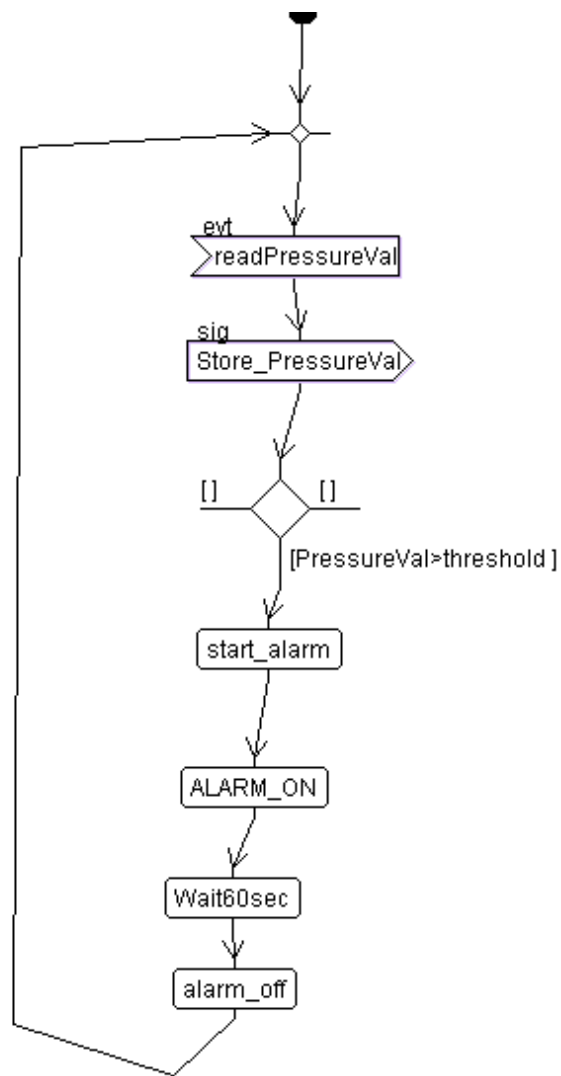 evt
readPressureVal
sig
Store_PressureVal
[ ] [ ]
[PressureVal>threshold ]
start_alarm
ALARM_ON
Wait60sec
alarm_off